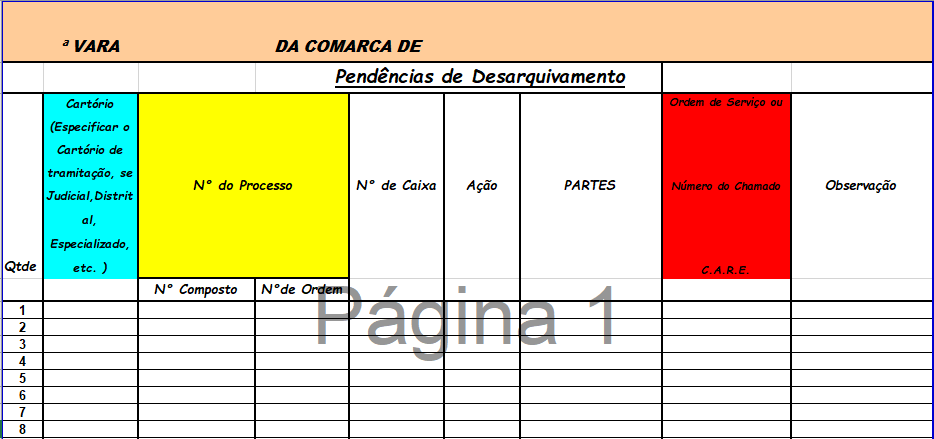 ª VARA DA COMARCA DE
Pendências de Desarquivamento
Qtde
Cartório
(Especificar o
Cartório de
tramitação, se
Judicial,Distrit
al,
Especializado,
etc. )
N° do Processo
N° de Caixa
Ação
PARTES
Ordem de Serviço ou
Número do Chamado
C.A.R.E.
Observação
N° Composto
N°de Ordem
Página 1
1
2
3
4
5
6
7
8